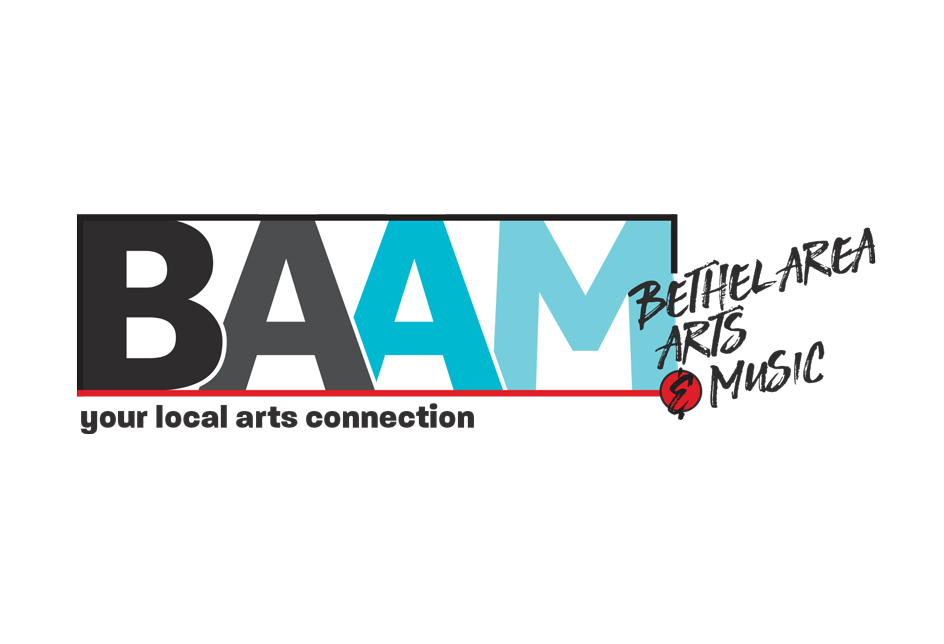 BAAM
BETHEL AREA
ARTS
& MUSIC
your local arts connection